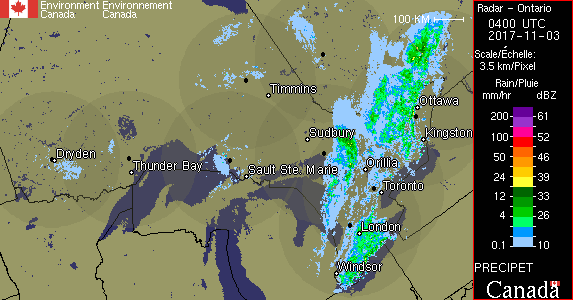 Environment Environnement
Canada Canada
100 KM
Timmins
Ottawa
Sudbury
Kingston
Dryden
Thunder Bay
Sault Ste. Marie
Orillia
Toronto
London
Windsor
Radar - Ontario
0400 UTC
2017-11-03
Scale/Échelle:
3.5 km/Pixel
Rain/Pluie
mm/hr dBZ
200 61
100 52
50 46
24 39
12 33
4 26
0.1 10
PRECIPET
Canada